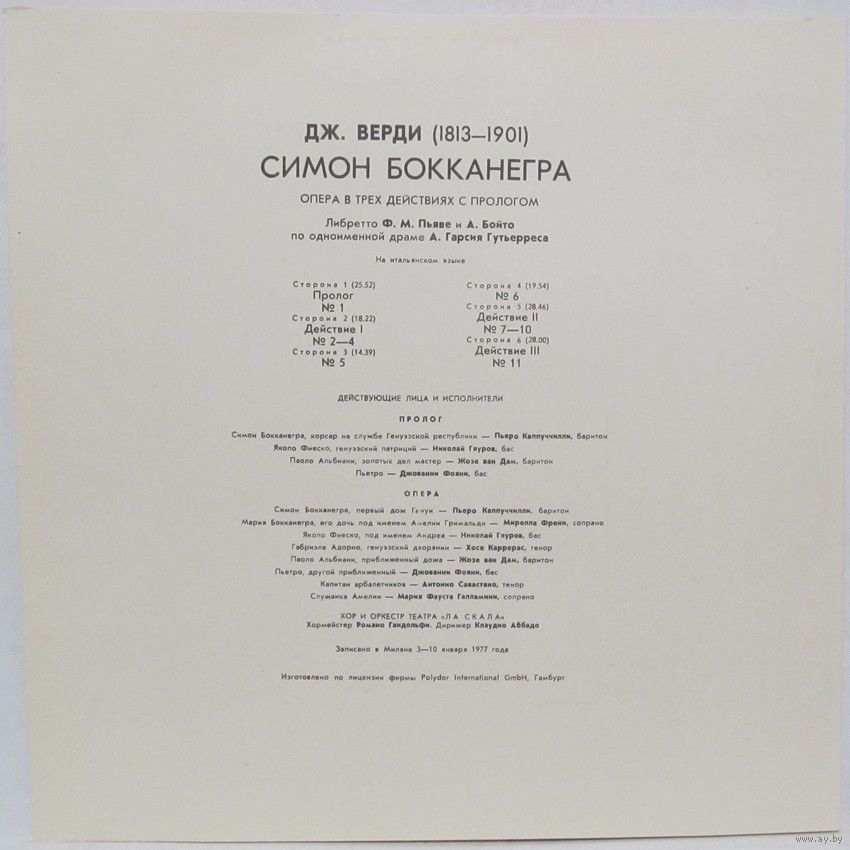 ДЖ. ВЕРДИ (1813—1901)
СИМОН БОККАНЕГРА
ОПЕРА В ТРЕХ ДЕЙСТВИЯХ С ПРОЛОГОМ
Либретто Ф. М. Пьяве и А. Бойто
по одноименной драме А. Гарсия Гутьерреса
На итальянском языке
Сторона 1 (25.52)
Пролог
№ 1
Сторона 2 (18.22)
Действие I
№ 2—4
Сторона 3 (14.39)
№ 5
Сторона 4 (19.54)
№ 6
Сторона 5 (28.46)
Действие II
№ 7—10
Сторона 6 (28.00)
Действие III
№ 11
ДЕЙСТВУЮЩИЕ ЛИЦА И ИСПОЛНИТЕЛИ
ПРОЛОГ
Симон Бокканегра, корсар на службе Генуэзской республики — Пьеро Каппуччилли, баритон
Якопо Фиеско, генуэзский патриций — Николай Гяуров, бас
Паоло Альбиани, золотых дел мастер — Жозе ван Дам, баритон
Пьетро — Джованни Фояни, бас
ОПЕРА
Симон Бокканегра, первый дож Генуи — Пьеро Каппуччилли, баритон
Мария Бокканегра, его дочь под именем Амелии Гримальди — Мирелла Френи, сопрано
Якопо Фиеско, под именем Андреа — Николай Гяуров, бас
Габриэле Адорно, генуэзский дворянин — Хосе Каррерас, тенор
Паоло Альбиани, приближенный дожа — Жозе ван Дам, баритон
Пьетро, другой приближенный — Джованни Фояни, бас
Капитан арбалетчиков — Антонио Савастано, тенор
Служанка Амелии — Мария Фауста Галламини, сопрано
ХОР И ОРКЕСТР ТЕАТРА «ЛА СКАЛА»
Хормейстер Романо Гандольфи. Дирижер Клаудио Аббадо
Записано в Милане 3—10 января 1977 года
Изготовлено по лицензии фирмы Polydor International GmbH, Гамбург
www.ay.by